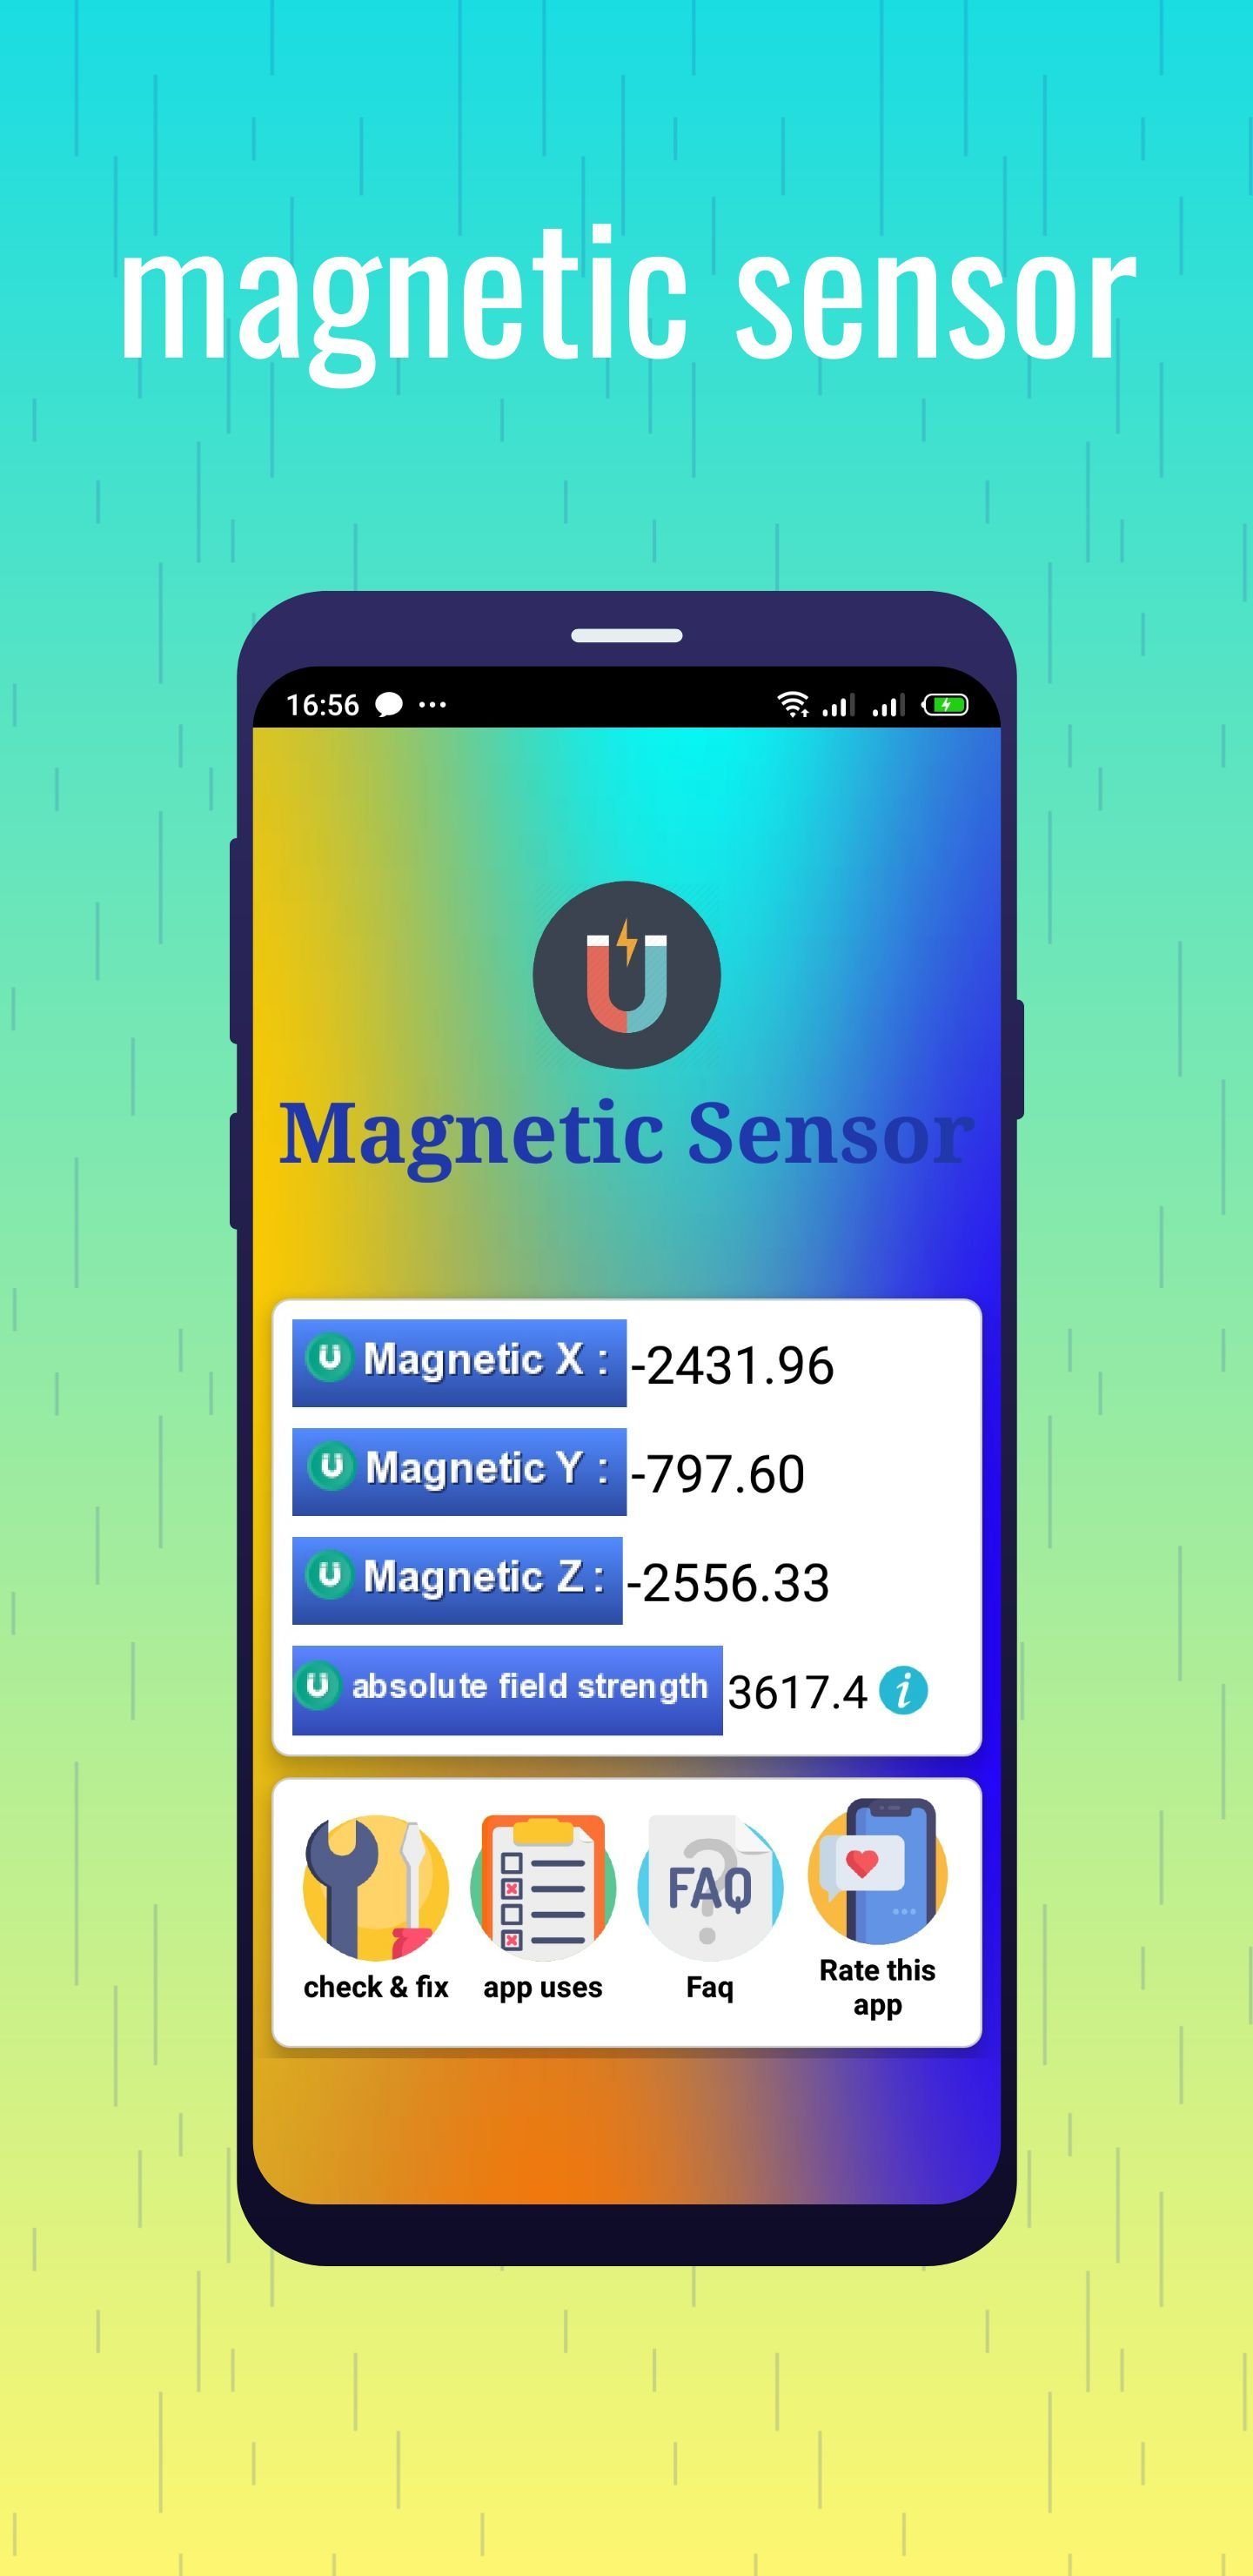 magnetic sensor
16:56
Magnetic Sensor
Magnetic X : -2431.96
Magnetic Y : -797.60
Magnetic Z : -2556.33
absolute field strength 3617.4 i
FAQ
check & fix
app uses
Faq
Rate this
app